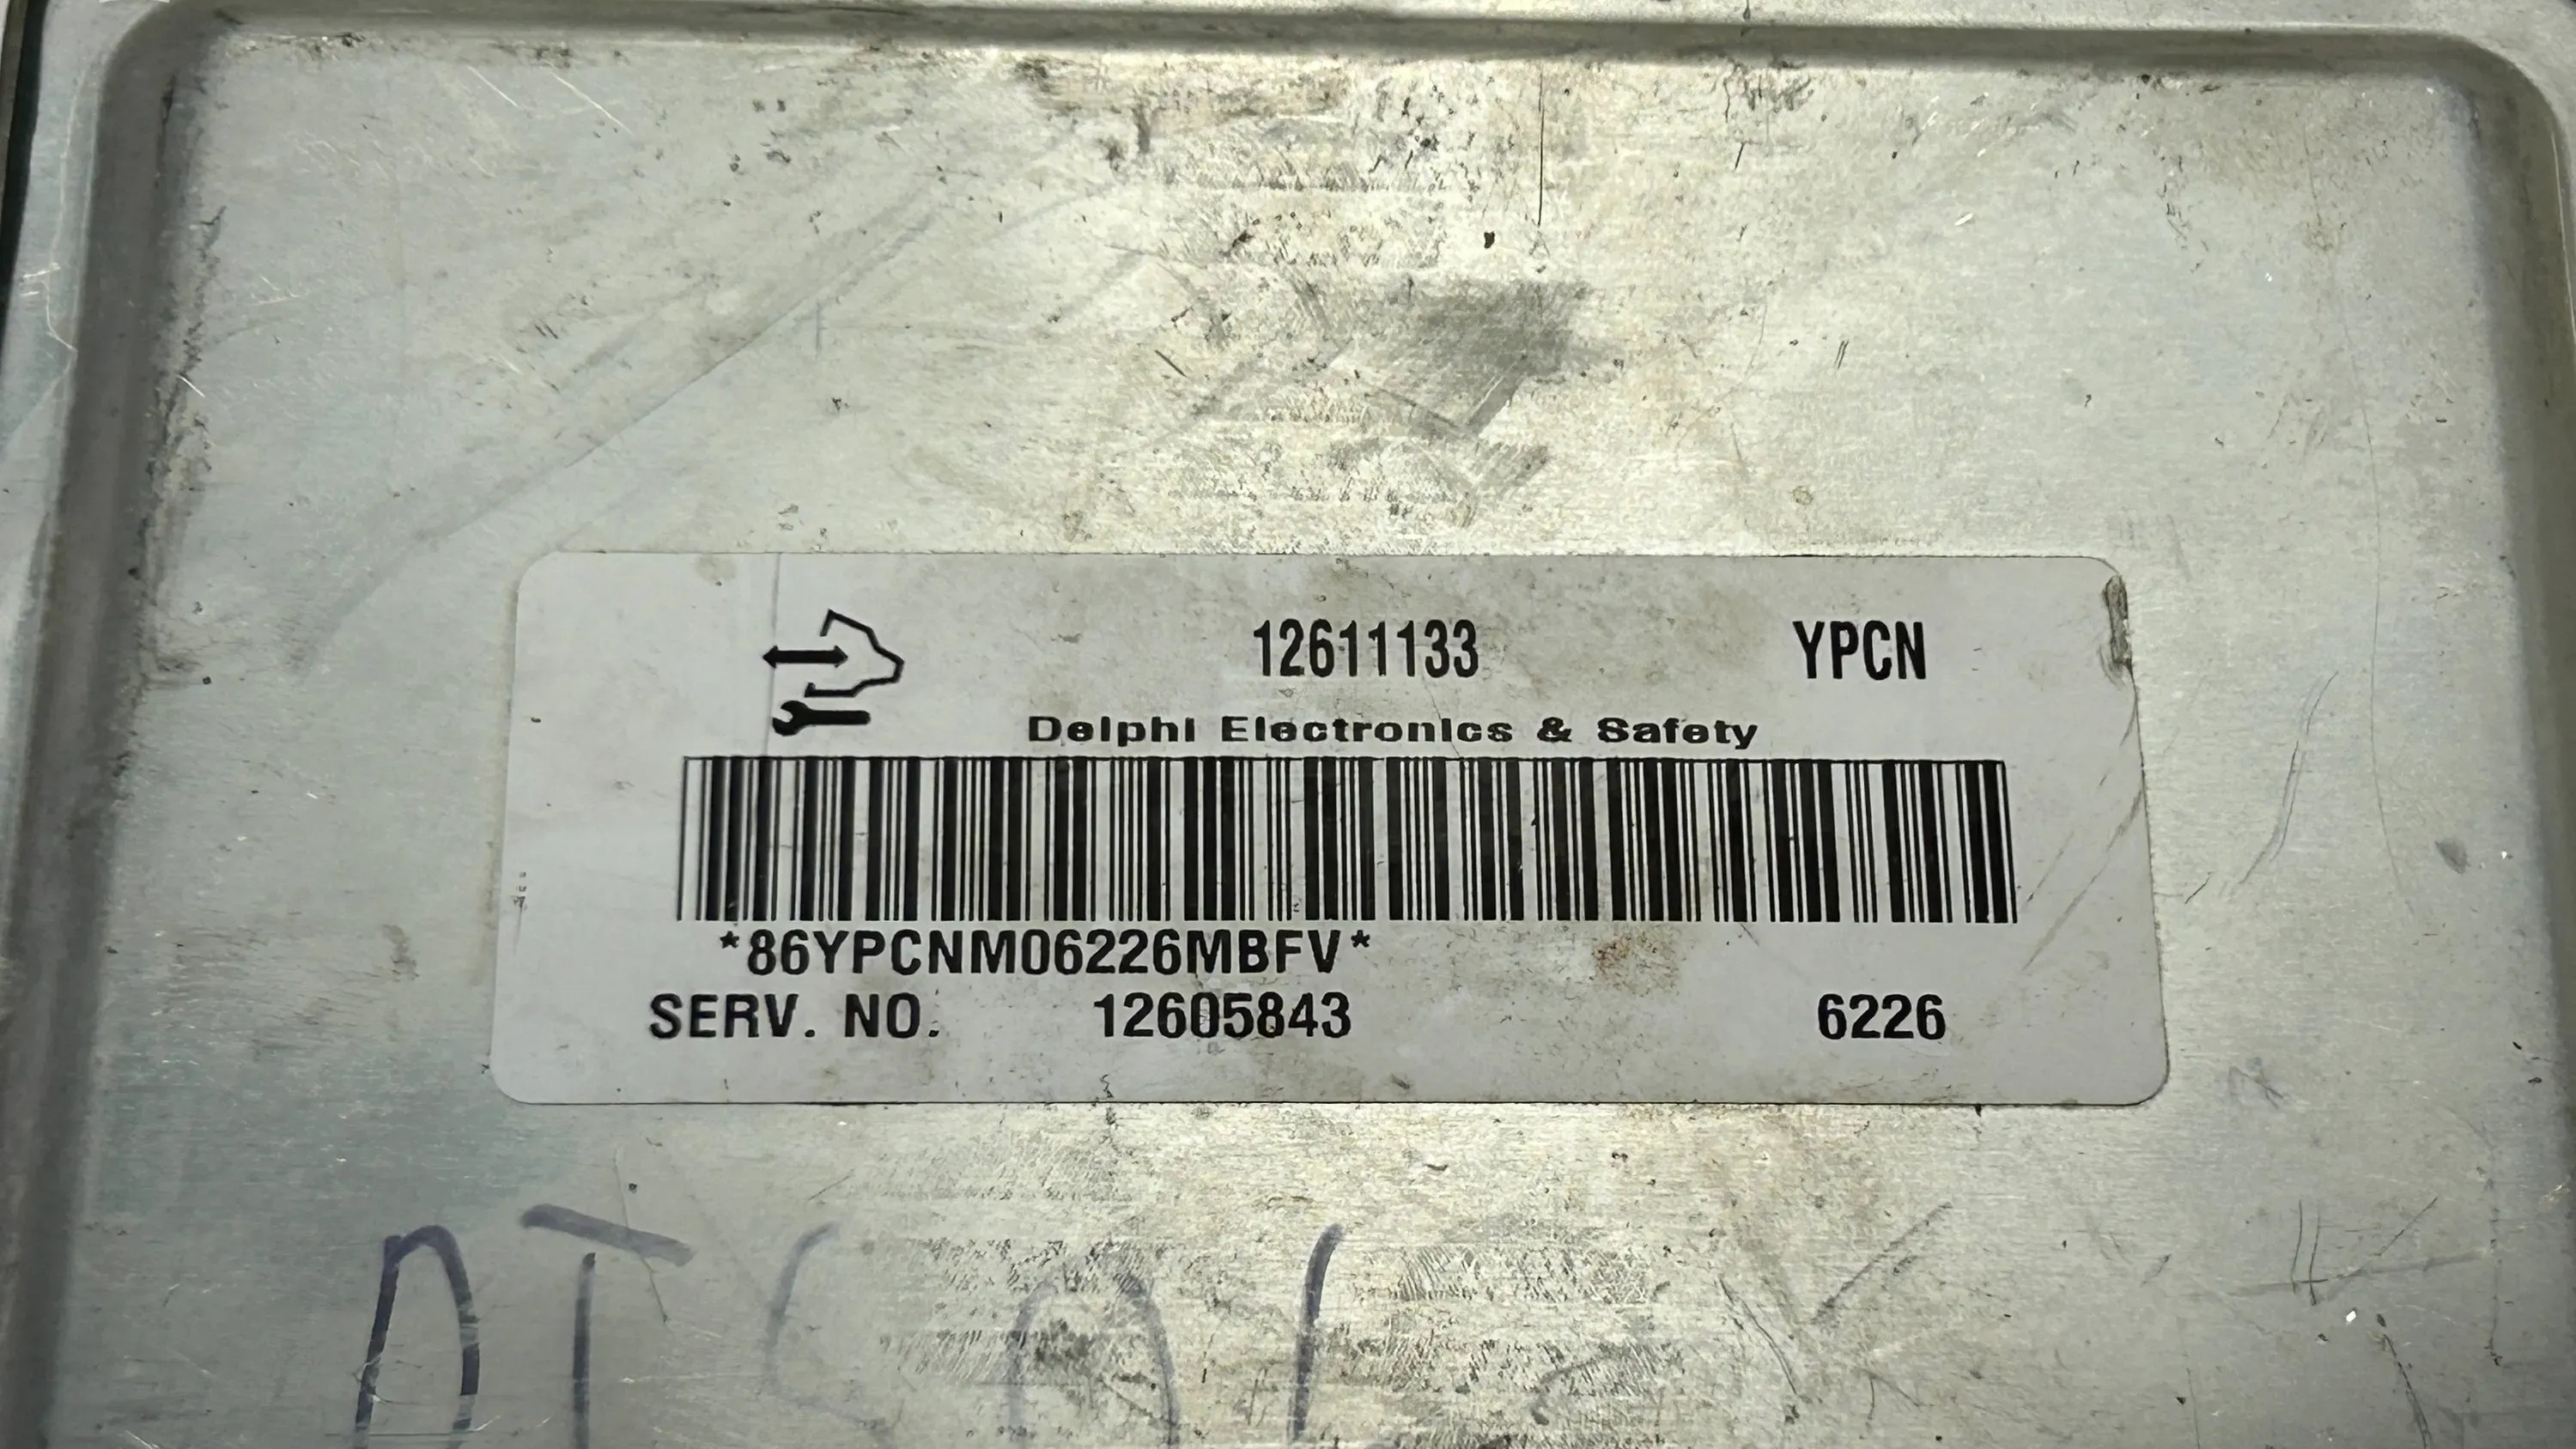 12611133 YPCN
Delphi Electronics & Safety
*86YPCNM06226MBFV*
SERV. NO. 12605843 6226